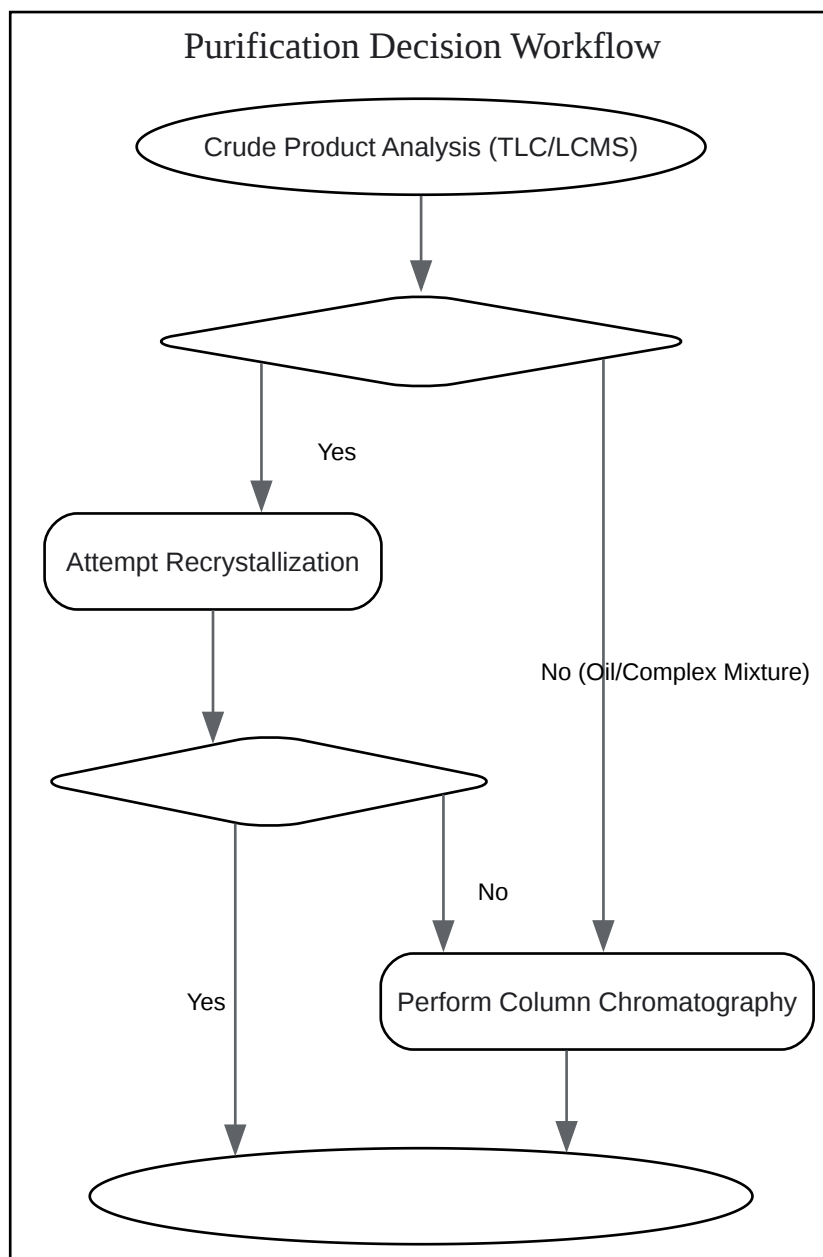 Purification Decision Workflow
Crude Product Analysis (TLC/LCMS)
Yes
Attempt Recrystallization
No (Oil/Complex Mixture)
No
Yes
Perform Column Chromatography